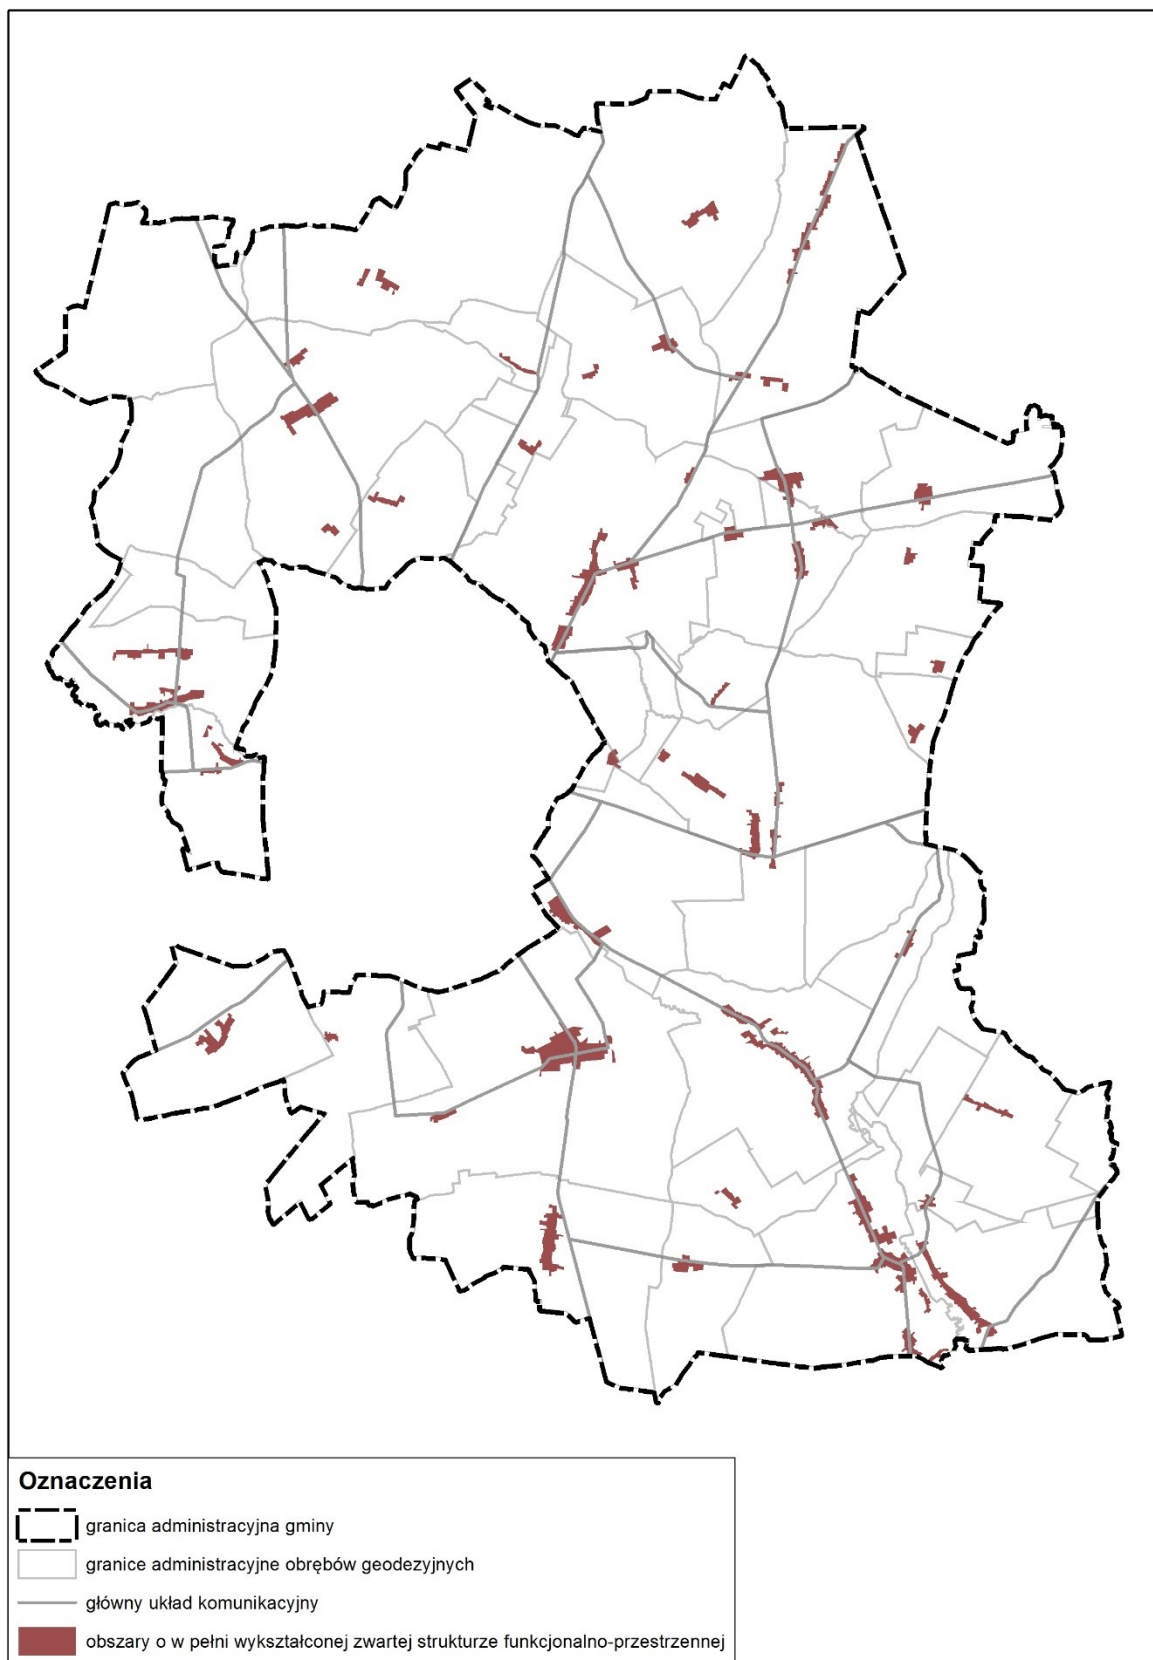 Oznaczenia
granica administracyjna gminy
granice administracyjne obrębów geodezyjnych
główny układ komunikacyjny
obszary o w pełni wykształconej zwartej strukturze funkcjonalno-przestrzennej